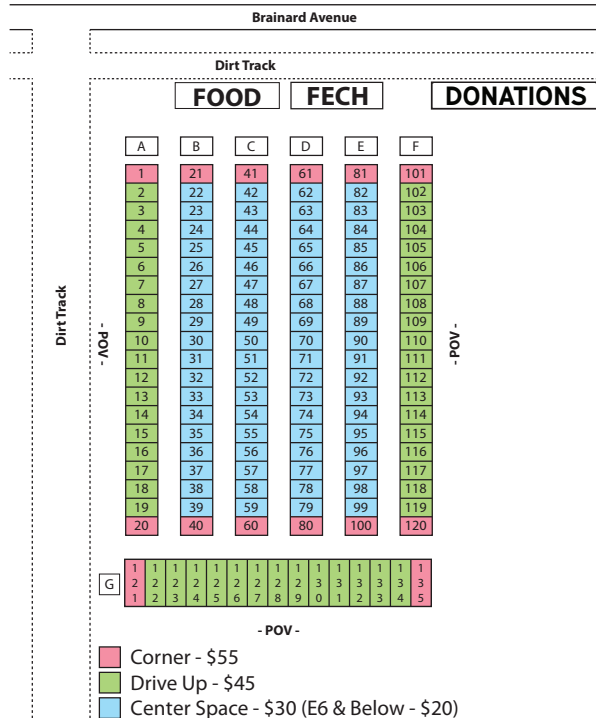 Brainard Avenue
Dirt Track
FOOD FECH DONATIONS
A B C D E F
1 21 41 61 81 101
2 22 42 62 82 102
3 23 43 63 83 103
4 24 44 64 84 104
5 25 45 65 85 105
6 26 46 66 86 106
7 27 47 67 87 107
8 28 48 68 88 108
9 29 49 69 89 109
10 30 50 70 90 110
11 31 51 71 91 111
12 32 52 72 92 112
13 33 53 73 93 113
14 34 54 74 94 114
15 35 55 75 95 115
16 36 56 76 96 116
17 37 57 77 97 117
18 38 58 78 98 118
19 39 59 79 99 119
20 40 60 80 100 120
Dirt Track
- POV -
- POV -
G 121 122 123 124 125 126 127 128 129 130 131 132 133 134 135
- POV -
Corner - $55
Drive Up - $45
Center Space - $30 (E6 & Below - $20)